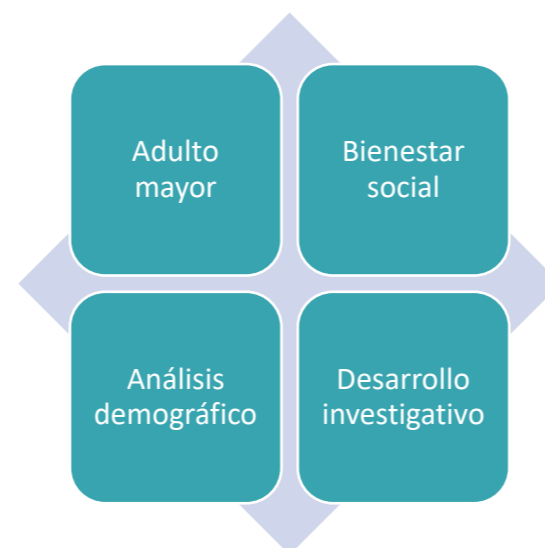 Adulto
mayor
Bienestar
social
Análisis
demográfico
Desarrollo
investigativo